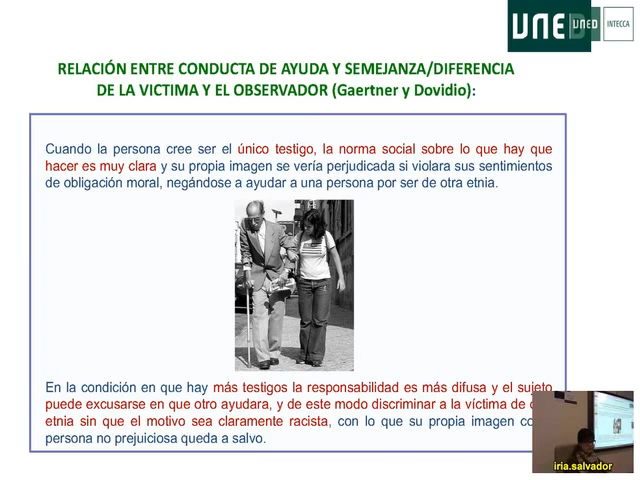 UNED
UNED
INTECCA
RELACIÓN ENTRE CONDUCTA DE AYUDA Y SEMEJANZA/DIFERENCIA
DE LA VICTIMA Y EL OBSERVADOR (Gaertner y Dovidio):
Cuando la persona cree ser el único testigo, la norma social sobre lo que hay que
hacer es muy clara y su propia imagen se vería perjudicada si violara sus sentimientos
de obligación moral, negándose a ayudar a una persona por ser de otra etnia.
En la condición en que hay más testigos la responsabilidad es más difusa y el sujeto
puede excusarse en que otro ayudara, y de este modo discriminar a la víctima de
etnia sin que el motivo sea claramente racista, con lo que su propia imagen
persona no prejuiciosa queda a salvo.
iria.salvador